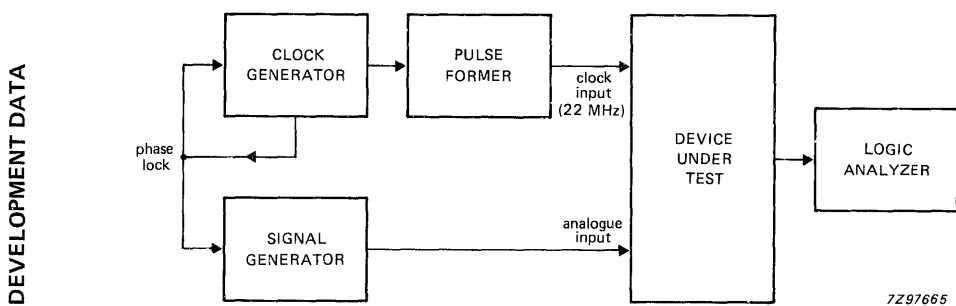 DEVELOPMENT DATA
CLOCK
GENERATOR
PULSE
FORMER
clock
input
(22 MHz)
phase
lock
DEVICE
UNDER
TEST
LOGIC
ANALYZER
SIGNAL
GENERATOR
analogue
input
7Z97665